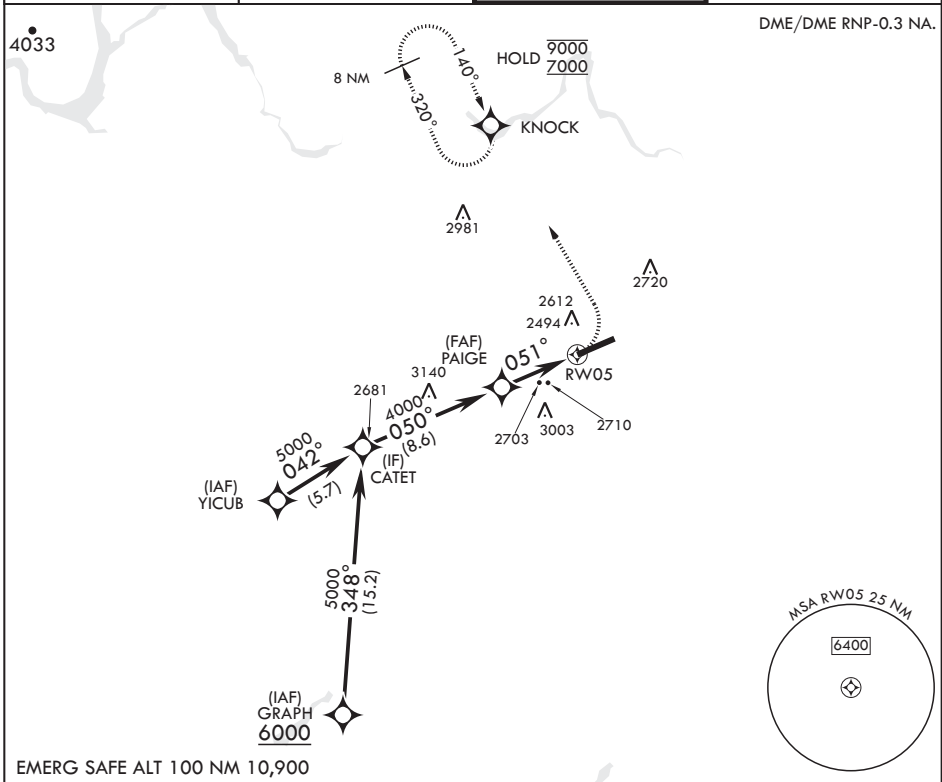 DME/DME RNP-0.3 NA.
4033
HOLD 9000
7000
8 NM
140°
320°
KNOCK
2981
2720
2612
2494
(FAF)
PAIGE
051°
RW05
3140
2681
4000
050°
(8.6)
2703
3003
2710
5000
042°
(5.7)
(IF)
CATET
(IAF)
YICUB
5000
348°
(15.2)
MSA RW05 25 NM
6400
(IAF)
GRAPH
6000
EMERG SAFE ALT 100 NM 10,900